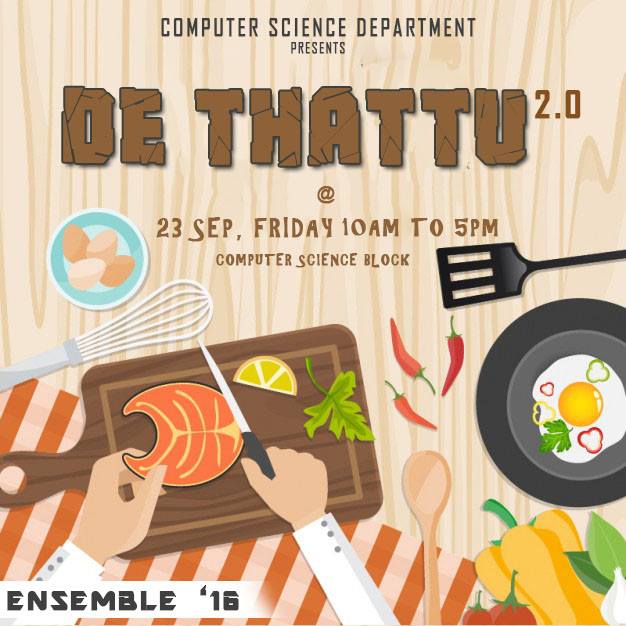 COMPUTER SCIENCE DEPARTMENT
PRESENTS
DE THATTU 2.0
@
23 SEP, FRIDAY 10AM TO 5PM
COMPUTER SCIENCE BLOCK
ENSEMBLE '16